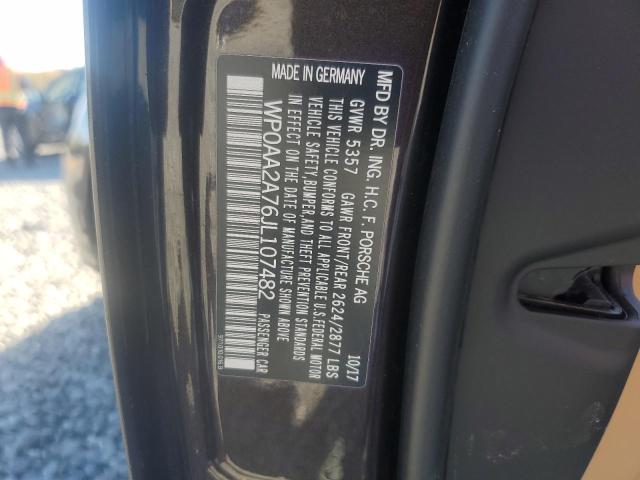 MFD BY DR. ING. H.C. F. PORSCHE AG 10/17
GVWR 5357 GAWR FRONT/REAR 2624/2877 LBS
THIS VEHICLE CONFORMS TO ALL APPLICABLE U.S. FEDERAL MOTOR
VEHICLE SAFETY, BUMPER, AND THEFT PREVENTION STANDARDS
IN EFFECT ON THE DATE OF MANUFACTURE SHOWN ABOVE
MADE IN GERMANY
WP0AA2A76JL107482 PASSENGER CAR